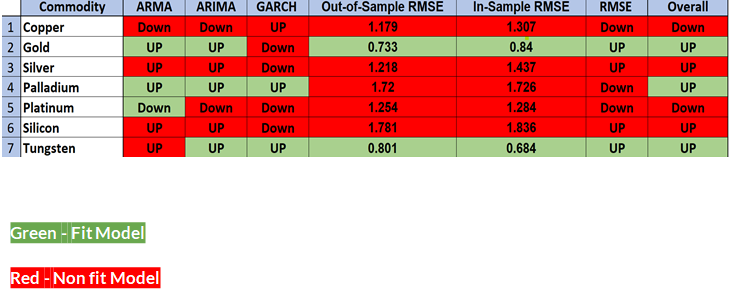 Commodity ARMA ARIMA GARCH Out-of-Sample RMSE In-Sample RMSE RMSE Overall
1 Copper Down Down UP 1.179 1.307 Down Down
2 Gold UP UP Down 0.733 0.84 UP UP
3 Silver UP UP Down 1.218 1.437 UP UP
4 Palladium UP UP UP 1.72 1.726 Down UP
5 Platinum Down Down Down 1.254 1.284 Down Down
6 Silicon UP UP Down 1.781 1.836 UP UP
7 Tungsten UP UP UP 0.801 0.684 UP UP
Green - Fit Model
Red - Non fit Model